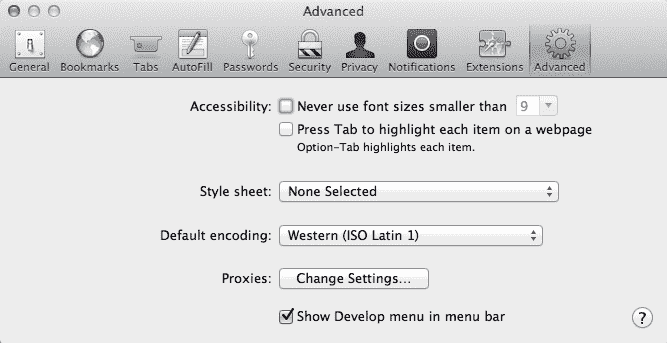 Advanced
General Bookmarks Tabs AutoFill Passwords Security Privacy Notifications Extensions Advanced
Accessibility: Never use font sizes smaller than 9
Press Tab to highlight each item on a webpage
Option-Tab highlights each item.
Style sheet: None Selected
Default encoding: Western (ISO Latin 1)
Proxies: Change Settings...
Show Develop menu in menu bar
?